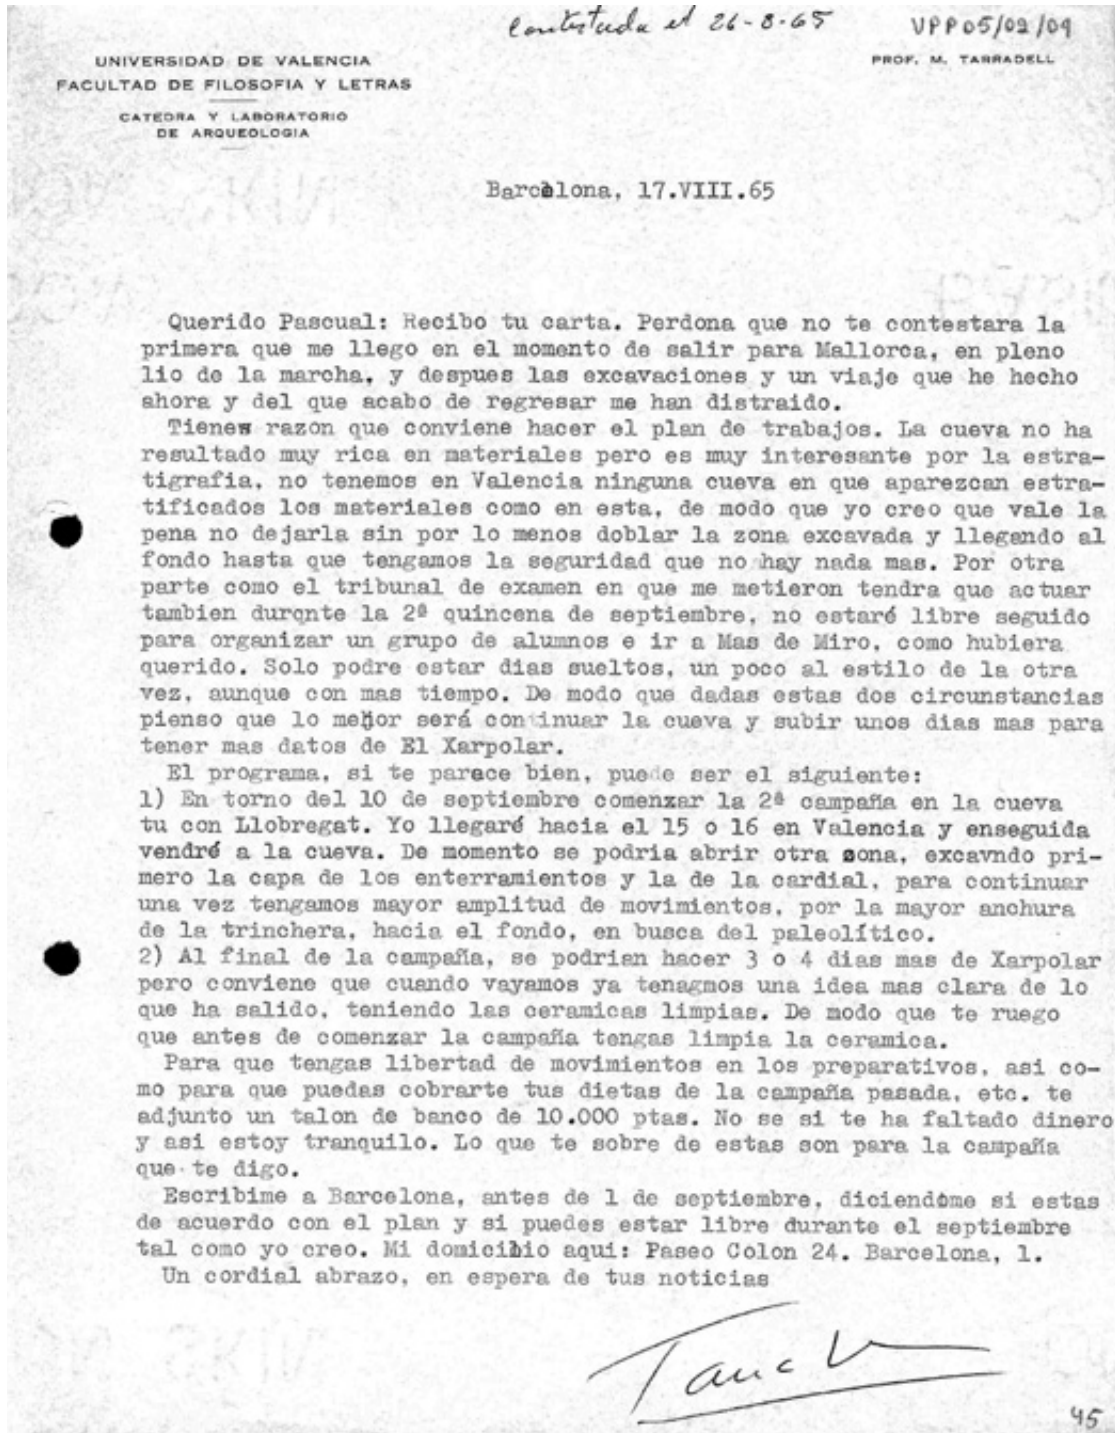 contestada el 26-8-65
VPP05/02/09
UNIVERSIDAD DE VALENCIA
FACULTAD DE FILOSOFIA Y LETRAS
CATEDRA Y LABORATORIO
DE ARQUEOLOGIA
PROF. M. TARRADELL
Barcelona, 17.VIII.65
Querido Pascual: Recibo tu carta. Perdona que no te contestara la
primera que me llego en el momento de salir para Mallorca, en pleno
lio de la marcha, y despues las excavaciones y un viaje que he hecho
ahora y del que acabo de regresar me han distraido.
Tienes razon que conviene hacer el plan de trabajos. La cueva no ha
resultado muy rica en materiales pero es muy interesante por la estra-
tigrafia, no tenemos en Valencia ninguna cueva en que aparezcan estra-
tificados los materiales como en esta, de modo que yo creo que vale la
pena no dejarla sin por lo menos doblar la zona excavada y llegando al
fondo hasta que tengamos la seguridad que no hay nada mas. Por otra
parte como el tribunal de examen en que me metieron tendra que actuar
tambien durqnte la 2ª quincena de septiembre, no estaré libre seguido
para organizar un grupo de alumnos e ir a Mas de Miro, como hubiera
querido. Solo podre estar dias sueltos, un poco al estilo de la otra
vez, aunque con mas tiempo. De modo que dadas estas dos circunstancias
pienso que lo mejor será continuar la cueva y subir unos dias mas para
tener mas datos de El Xarpolar.
El programa, si te parece bien, puede ser el siguiente:
1) En torno del 10 de septiembre comenzar la 2ª campaña en la cueva
tu con Llobregat. Yo llegaré hacia el 15 o 16 en Valencia y enseguida
vendré a la cueva. De momento se podria abrir otra zona, excavndo pri-
mero la capa de los enterramientos y la de la cardial, para continuar
una vez tengamos mayor amplitud de movimientos, por la mayor anchura
de la trinchera, hacia el fondo, en busca del paleolítico.
2) Al final de la campaña, se podrian hacer 3 o 4 dias mas de Xarpolar
pero conviene que cuando vayamos ya tenagmos una idea mas clara de lo
que ha salido, teniendo las ceramicas limpias. De modo que te ruego
que antes de comenzar la campaña tengas limpia la ceramica.
Para que tengas libertad de movimientos en los preparativos, asi co-
mo para que puedas cobrarte tus dietas de la campaña pasada, etc. te
adjunto un talon de banco de 10.000 ptas. No se si te ha faltado dinero
y asi estoy tranquilo. Lo que te sobre de estas son para la campaña
que te digo.
Escribime a Barcelona, antes de 1 de septiembre, diciendome si estas
de acuerdo con el plan y si puedes estar libre durante el septiembre
tal como yo creo. Mi domicilio aqui: Paseo Colon 24. Barcelona, 1.
Un cordial abrazo, en espera de tus noticias
45